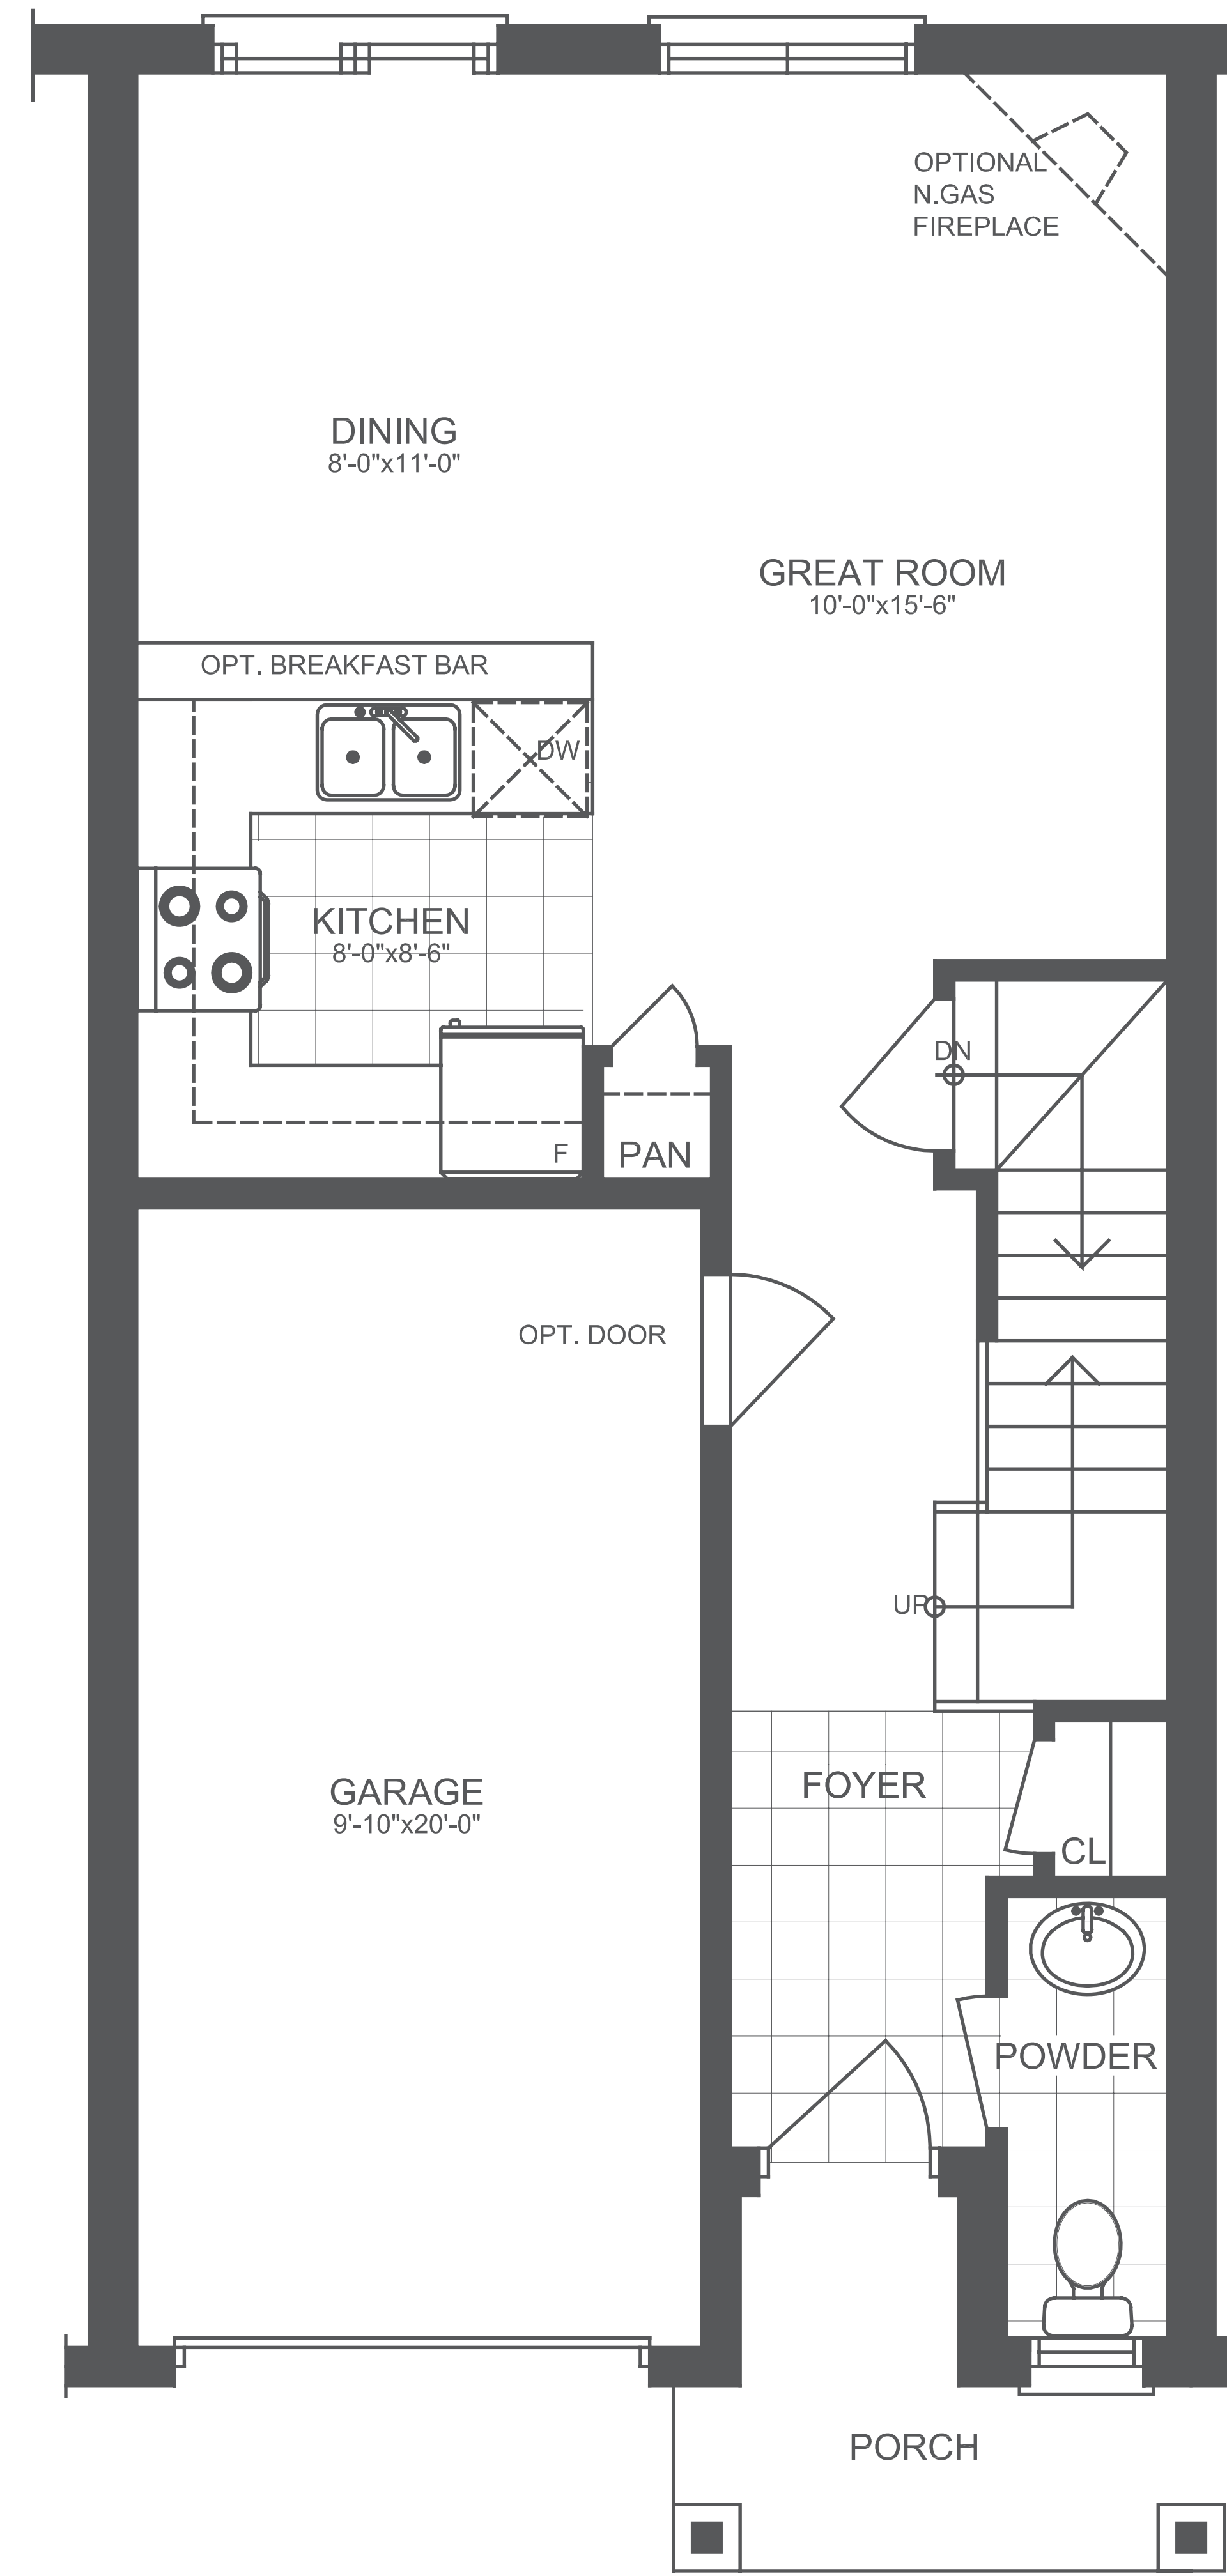 OPTIONAL
N.GAS
FIREPLACE
DINING
8'-0"x11'-0"
GREAT ROOM
10'-0"x15'-6"
OPT. BREAKFAST BAR
DW
KITCHEN
8'-0"x8'-6"
DN
F
PAN
OPT. DOOR
UP
FOYER
GARAGE
9'-10"x20'-0"
CL
POWDER
PORCH